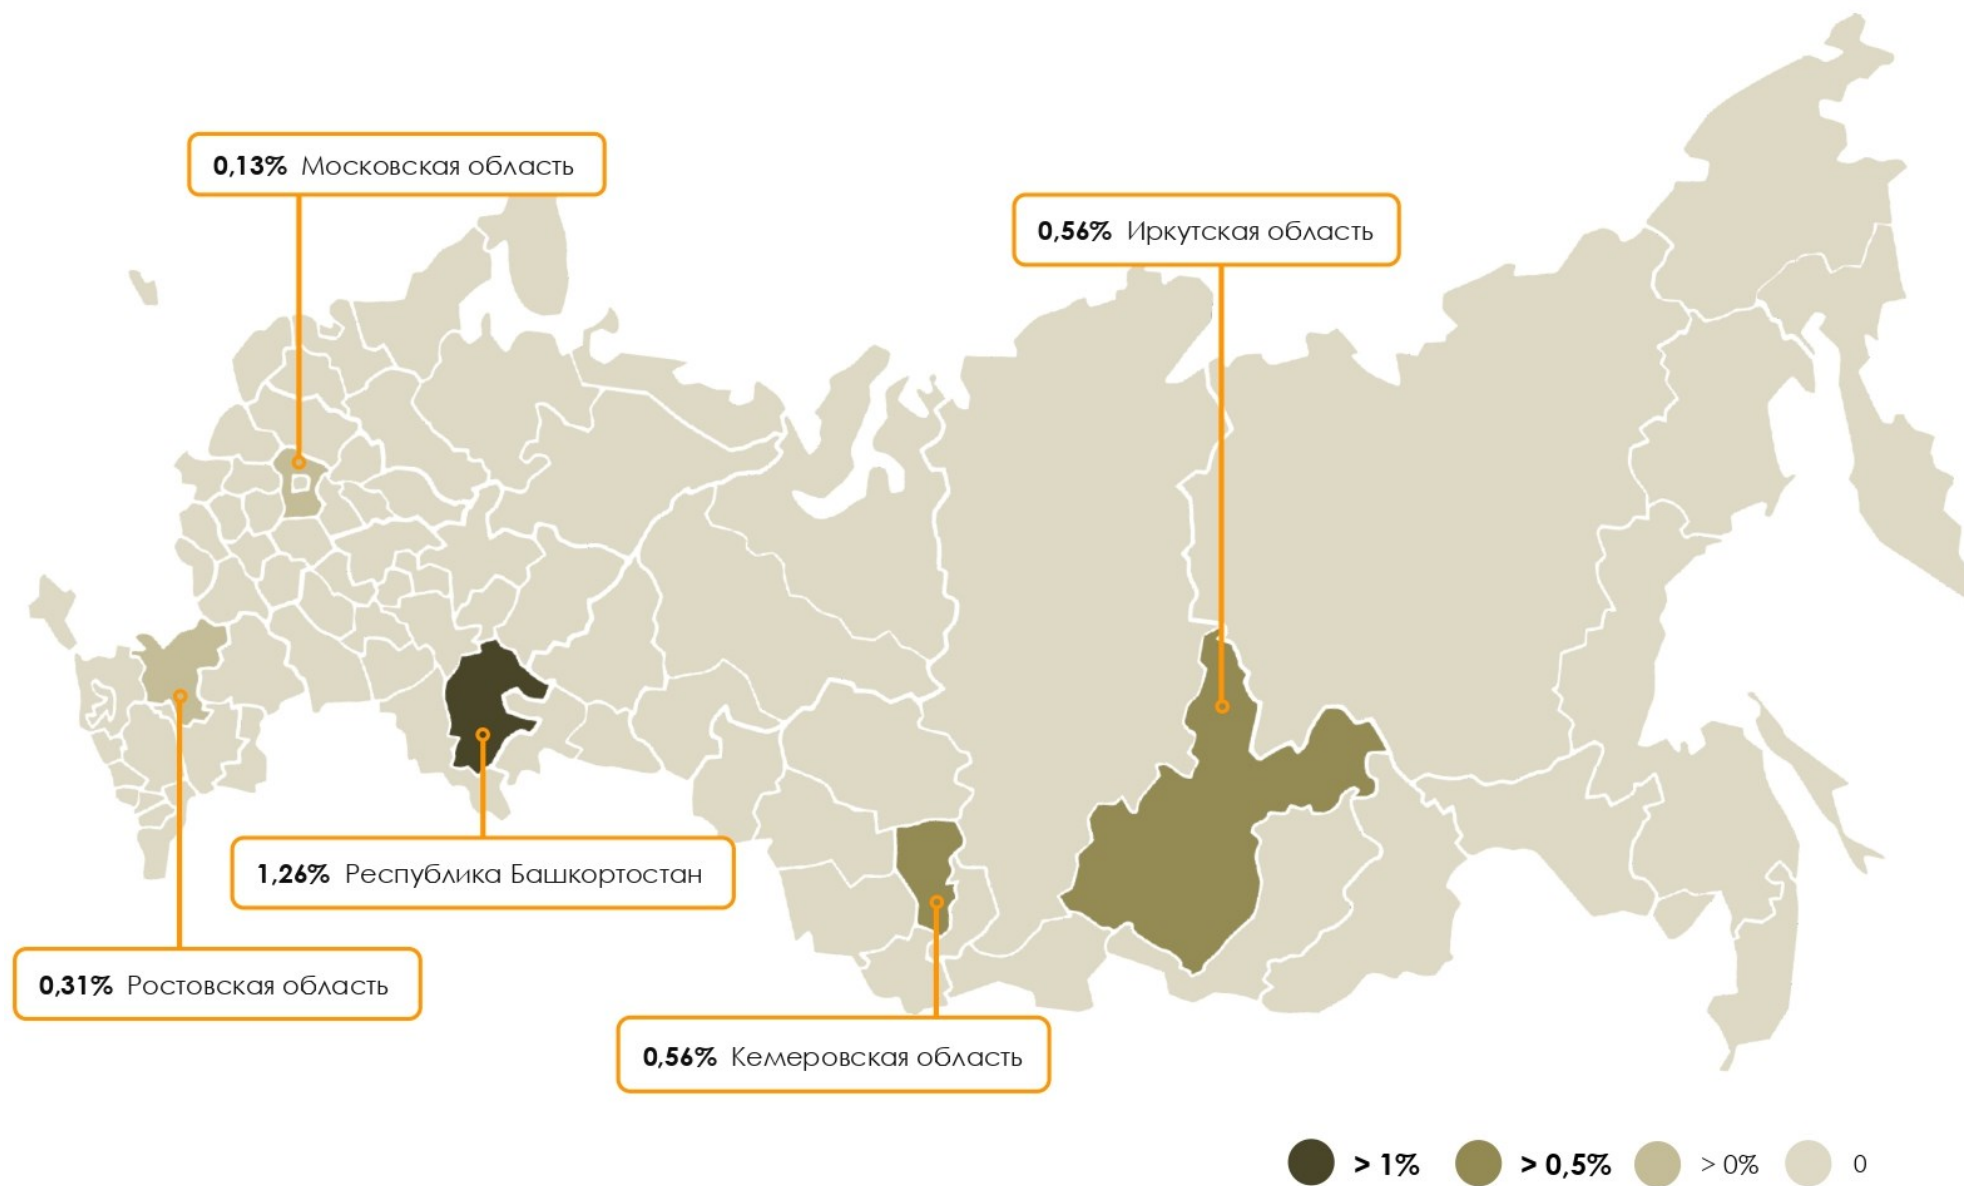 0,13% Московская область
0,56% Иркутская область
1,26% Республика Башкортостан
0,31% Ростовская область
0,56% Кемеровская область
> 1% > 0,5% > 0% 0